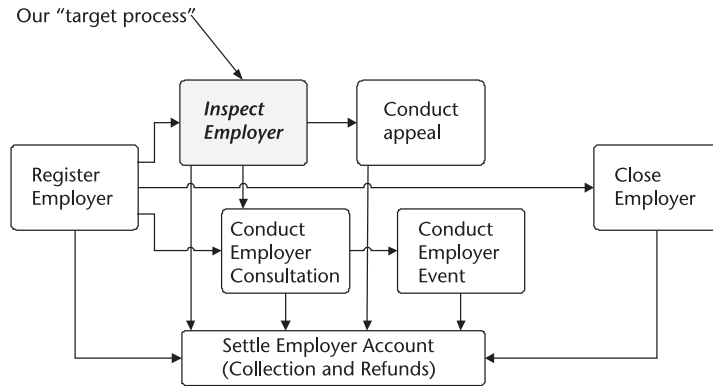 Our “target process”
Inspect
Employer
Conduct
appeal
Register
Employer
Close
Employer
Conduct
Employer
Consultation
Conduct
Employer
Event
Settle Employer Account
(Collection and Refunds)